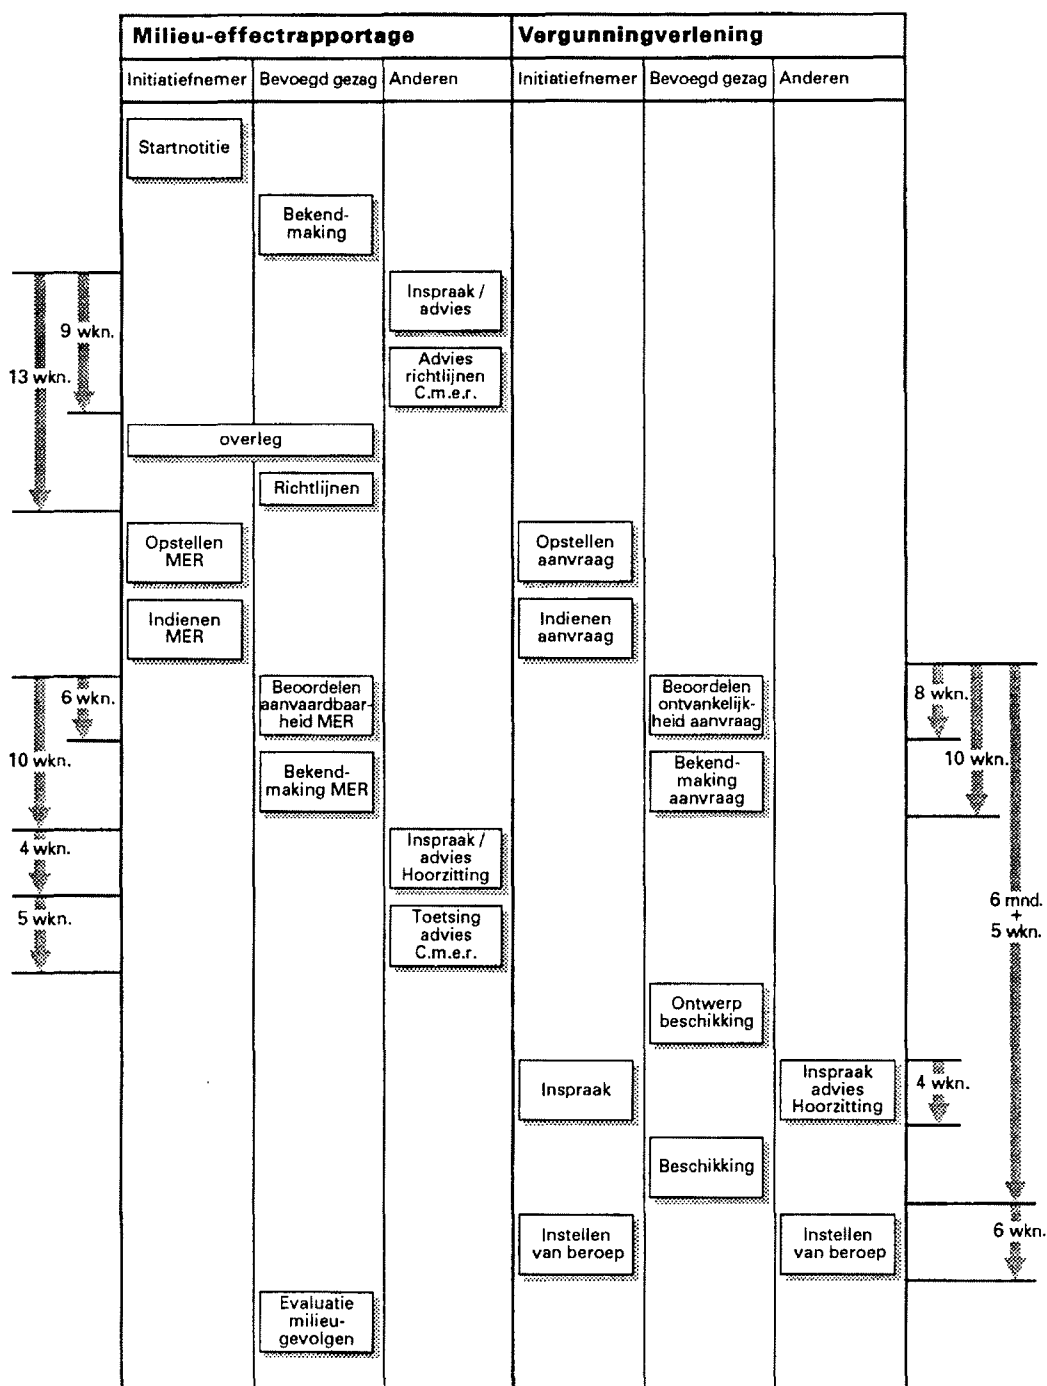 Milieu-effectrapportage
Vergunningverlening
Initiatiefnemer
Bevoegd gezag
Anderen
Initiatiefnemer
Bevoegd gezag
Anderen
Startnotitie
Bekend-
making
Inspraak /
advies
9 wkn.
13 wkn.
Advies
richtlijnen
C.m.e.r.
overleg
Richtlijnen
Opstellen
MER
Opstellen
aanvraag
Indienen
MER
Indienen
aanvraag
6 wkn.
10 wkn.
Beoordelen
aanvaardbaar-
heid MER
Beoordelen
ontvankelijk-
heid aanvraag
8 wkn.
10 wkn.
Bekend-
making MER
Bekend-
making
aanvraag
4 wkn.
Inspraak /
advies
Hoorzitting
5 wkn.
Toetsing
advies
C.m.e.r.
6 mnd.
+
5 wkn.
Ontwerp
beschikking
Inspraak
Inspraak
advies
Hoorzitting
4 wkn.
Beschikking
Instellen
van beroep
Instellen
van beroep
6 wkn.
Evaluatie
milieu-
gevolgen